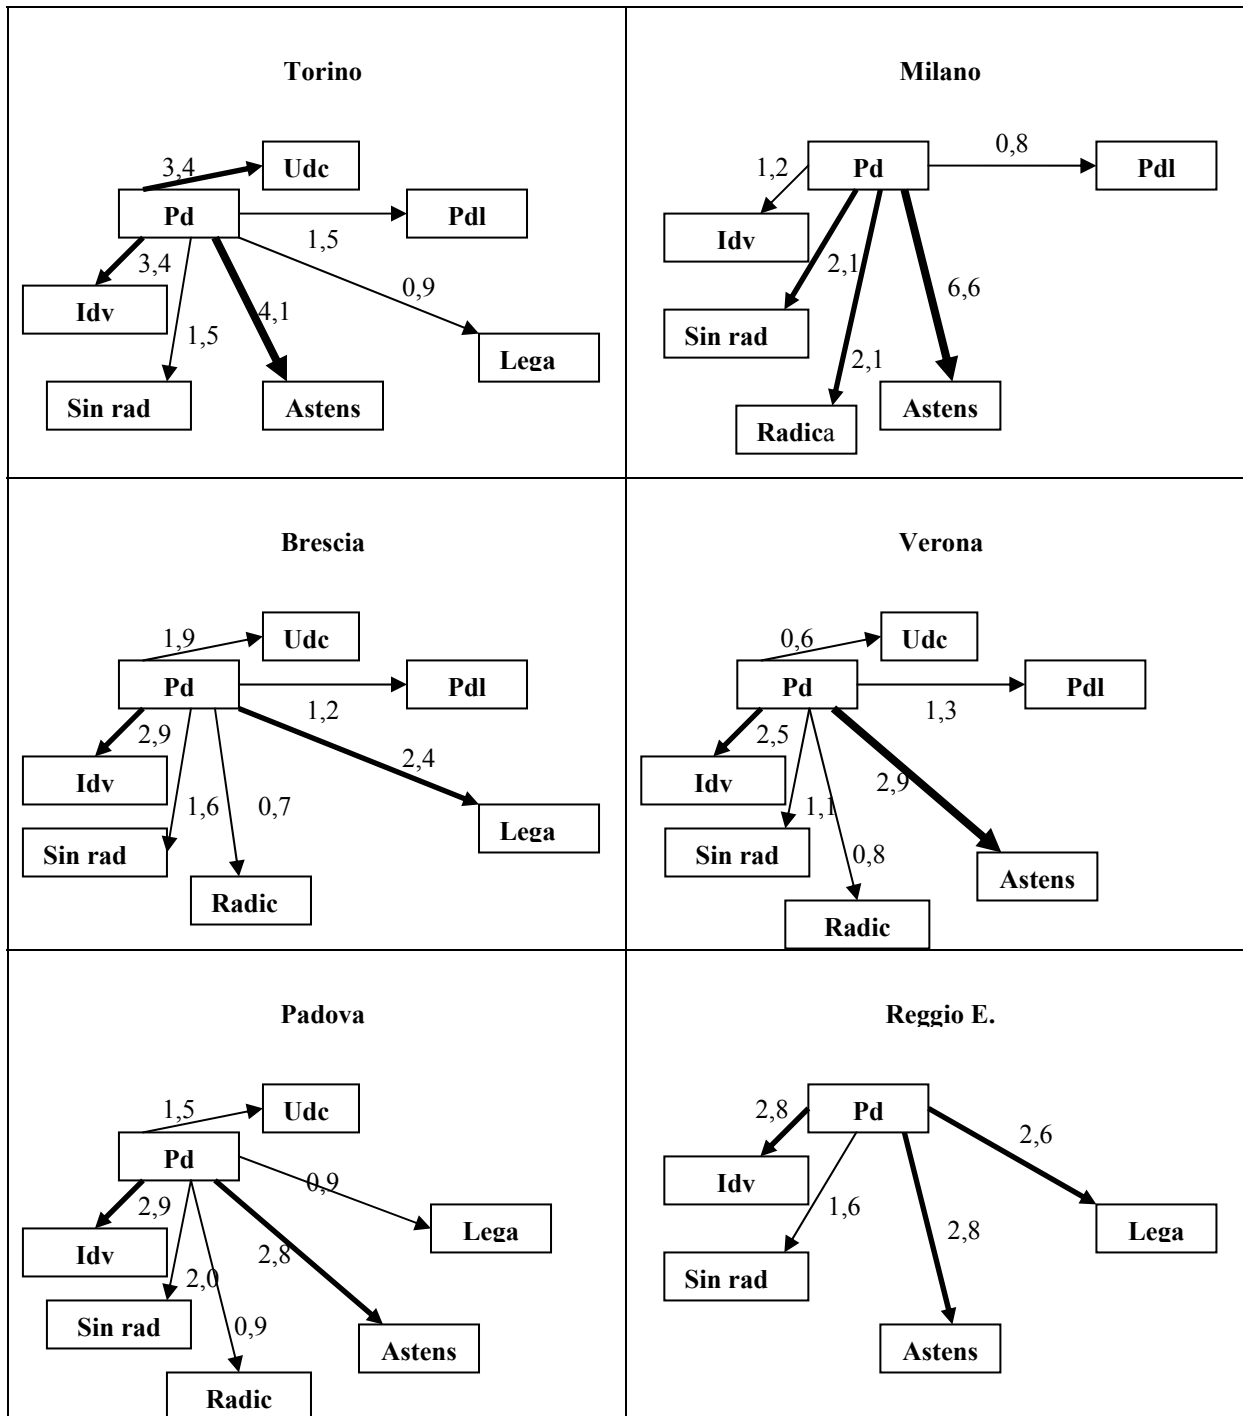 Torino
3,4
Udc
Pd
Pdl
1,5
3,4
0,9
Idv
4,1
1,5
Lega
Sin rad
Astens
Milano
0,8
1,2
Pd
Pdl
Idv
2,1
6,6
Sin rad
2,1
Astens
Radica
Brescia
1,9
Udc
Pd
Pdl
1,2
2,9
2,4
Idv
1,6
0,7
Lega
Sin rad
Radic
Verona
0,6
Udc
Pd
Pdl
1,3
2,5
2,9
Idv
1,1
Sin rad
0,8
Astens
Radic
Padova
1,5
Udc
Pd
0,9
2,9
Lega
Idv
2,8
2,0
Sin rad
0,9
Astens
Radic
Reggio E.
2,8
Pd
2,6
Idv
1,6
2,8
Lega
Sin rad
Astens